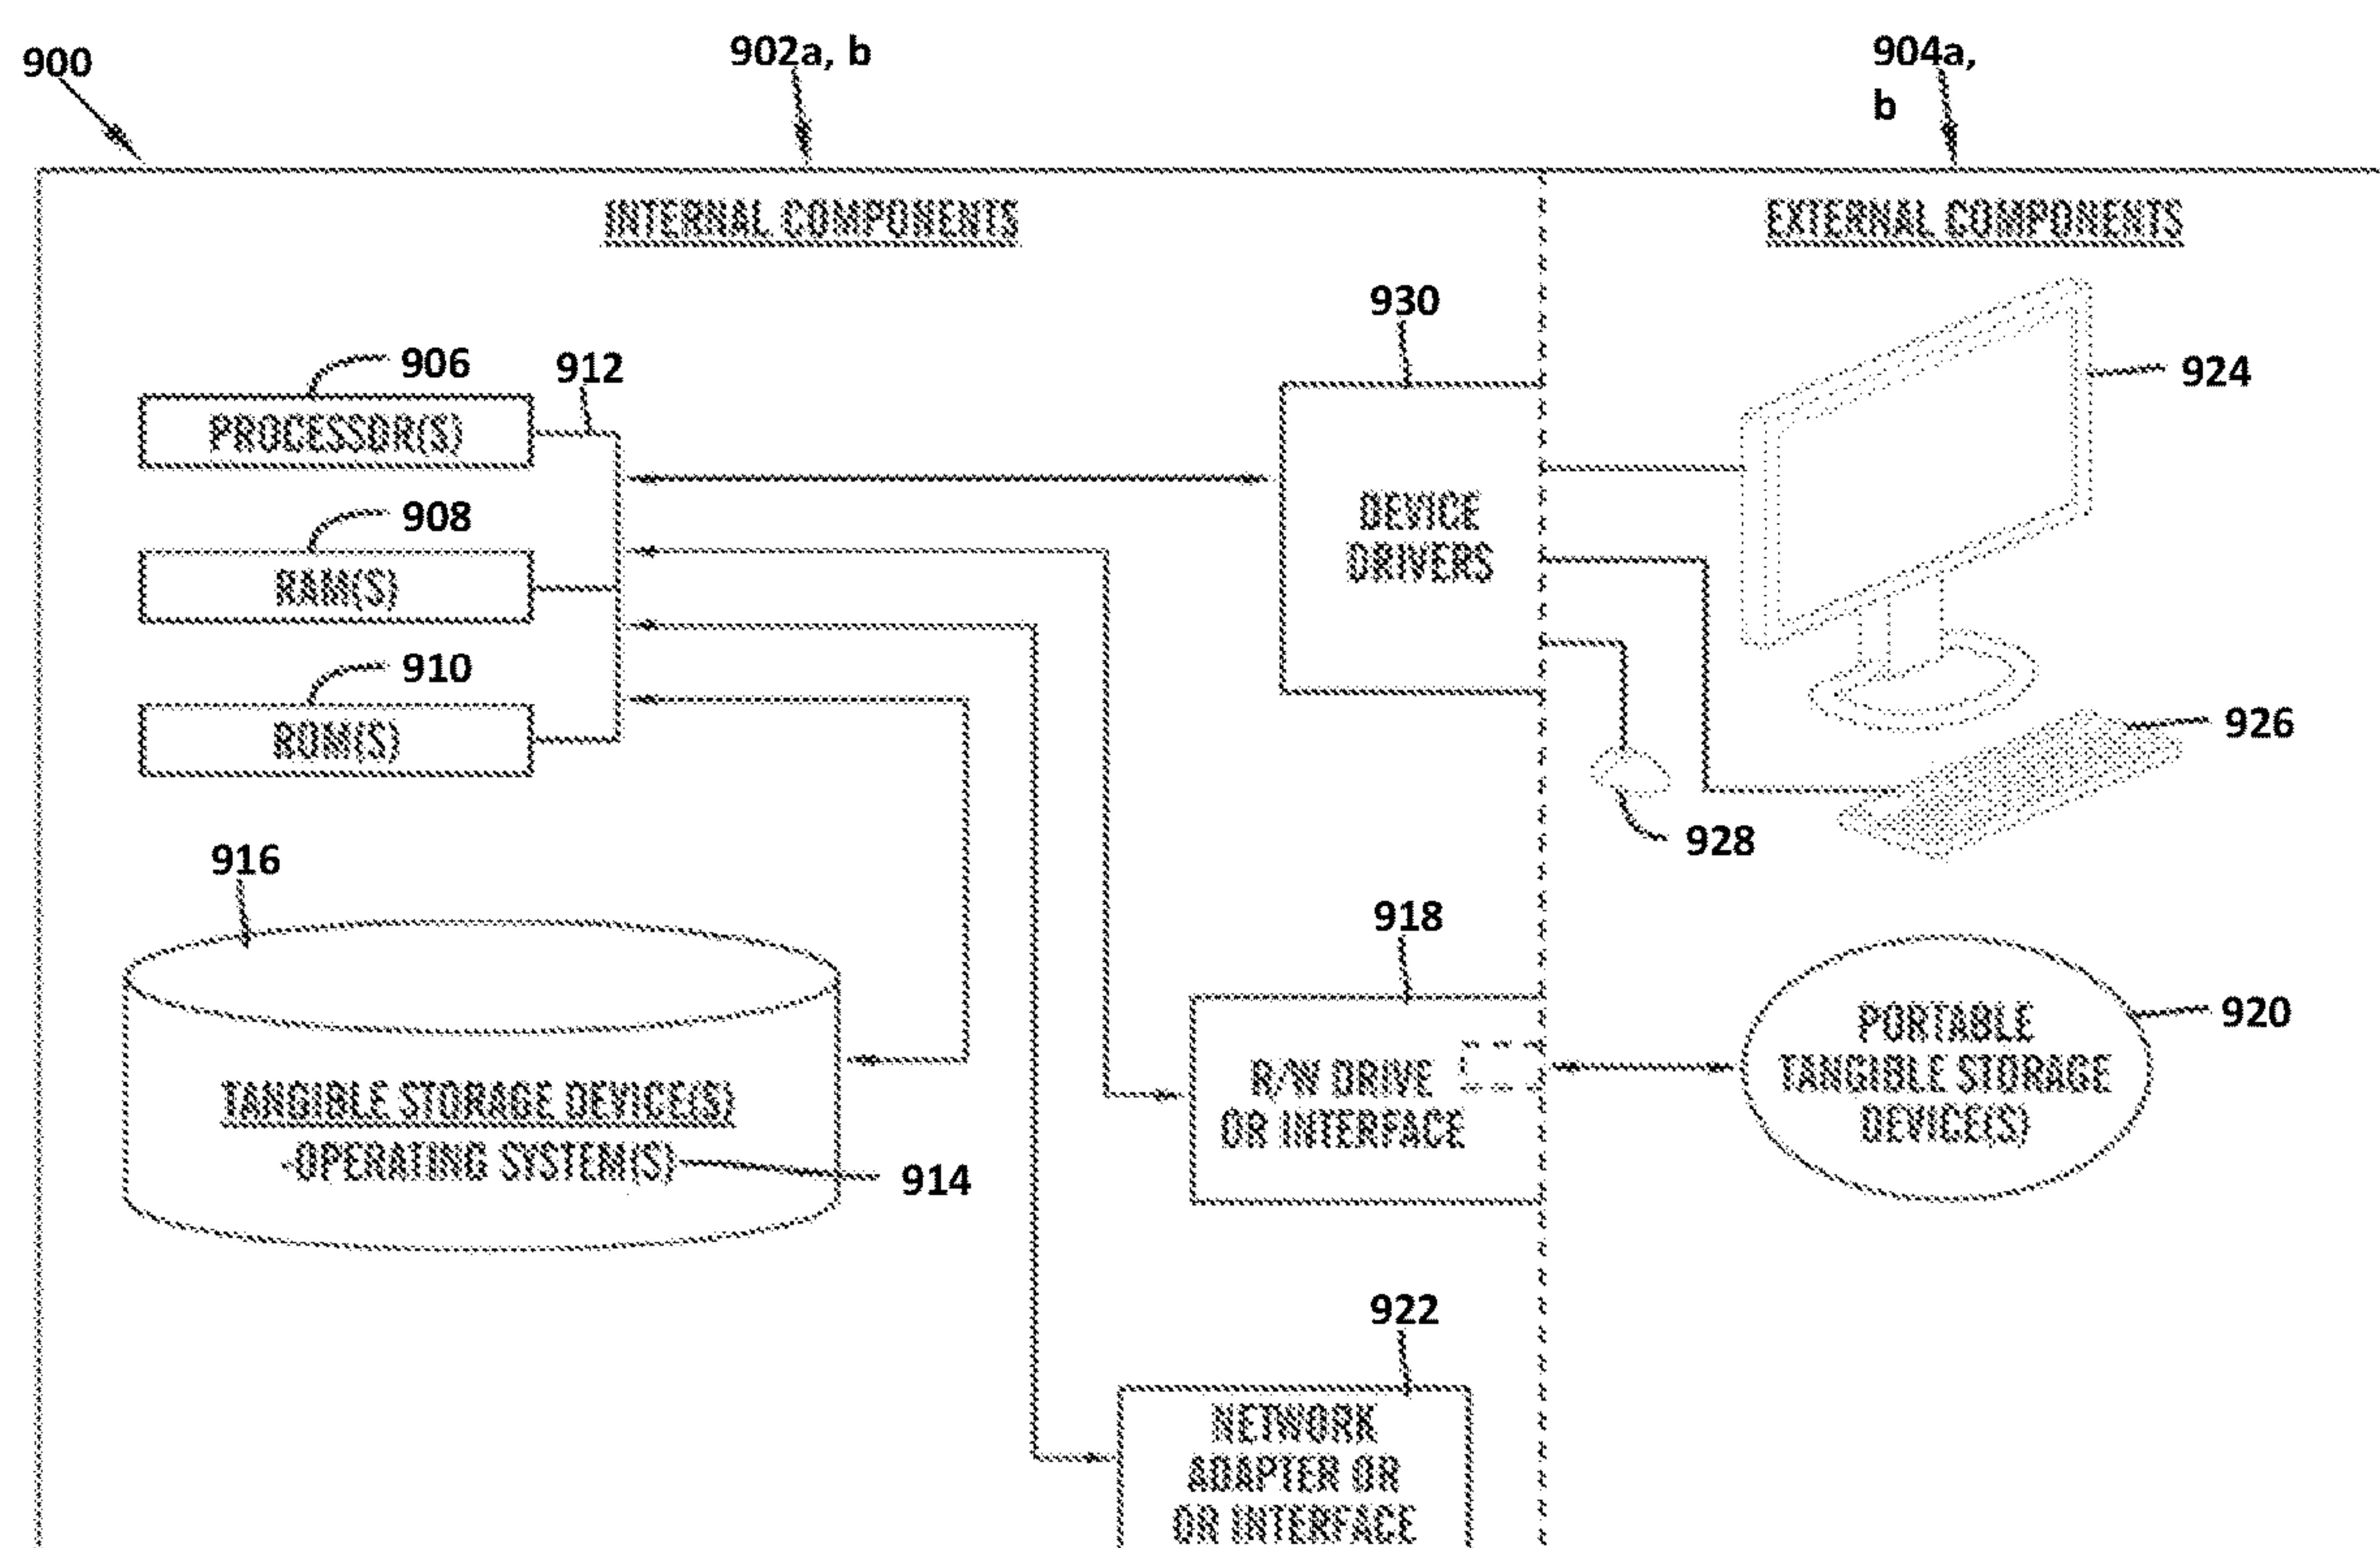 900
902a, b
904a,
b
INTERNAL COMPONENTS
EXTERNAL COMPONENTS
930
906
912
924
PROCESSOR(S)
908
DEVICE
DRIVERS
RAM(S)
910
926
ROM(S)
928
916
918
920
PORTABLE
TANGIBLE STORAGE
DEVICE(S)
R/W DRIVE
OR INTERFACE
TANGIBLE STORAGE DEVICE(S)
-OPERATING SYSTEM(S)
914
922
NETWORK
ADAPTER OR
OR INTERFACE